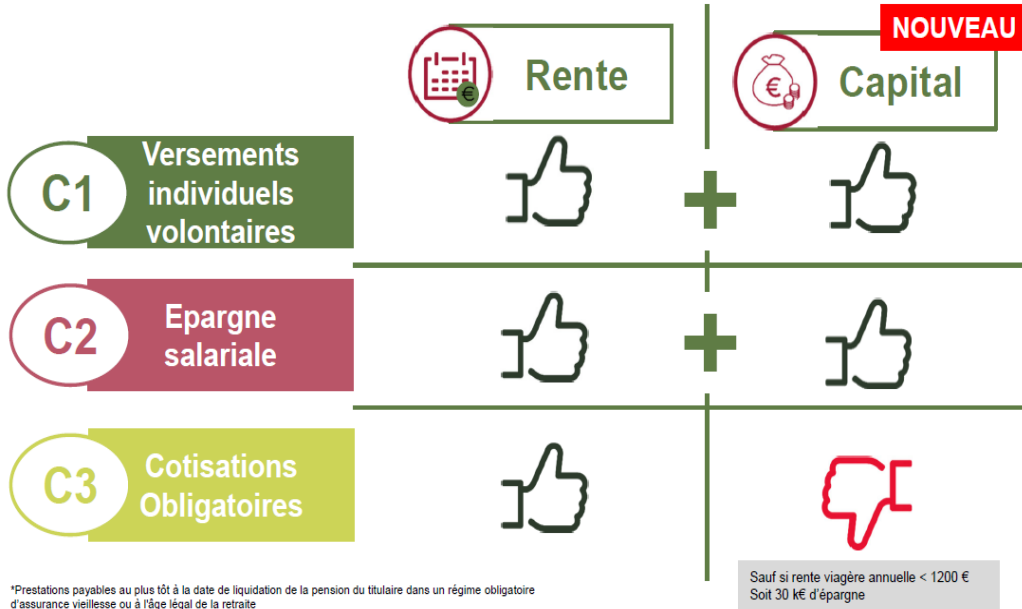 NOUVEAU
Rente
Capital
€
€
C1
Versements
individuels
volontaires
C2
Epargne
salariale
C3
Cotisations
Obligatoires
*Prestations payables au plus tôt à la date de liquidation de la pension du titulaire dans un régime obligatoire
d'assurance vieillesse ou à l'âge légal de la retraite
Sauf si rente viagère annuelle < 1200 €
Soit 30 k€ d'épargne